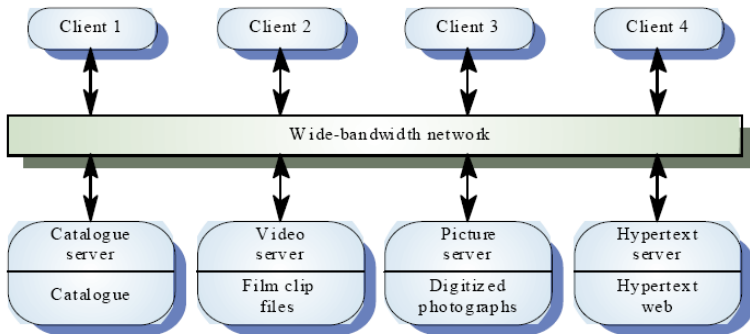 Client 1
Client 2
Client 3
Client 4
Wide-bandwidth network
Catalogue
server
Catalogue
Video
server
Film clip
files
Picture
server
Digitized
photographs
Hypertext
server
Hypertext
web